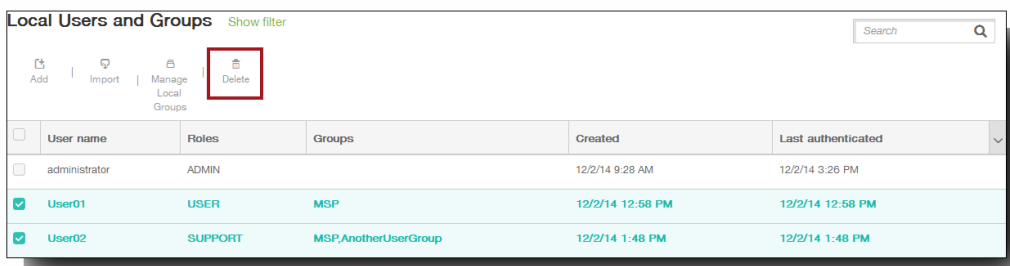 Local Users and Groups Show filter
Search
Add | Import | Manage Local Groups | Delete
User name Roles Groups Created Last authenticated
administrator ADMIN 12/2/14 9:28 AM 12/2/14 3:26 PM
User01 USER MSP 12/2/14 12:58 PM 12/2/14 12:58 PM
User02 SUPPORT MSP,AnotherUserGroup 12/2/14 1:48 PM 12/2/14 1:48 PM